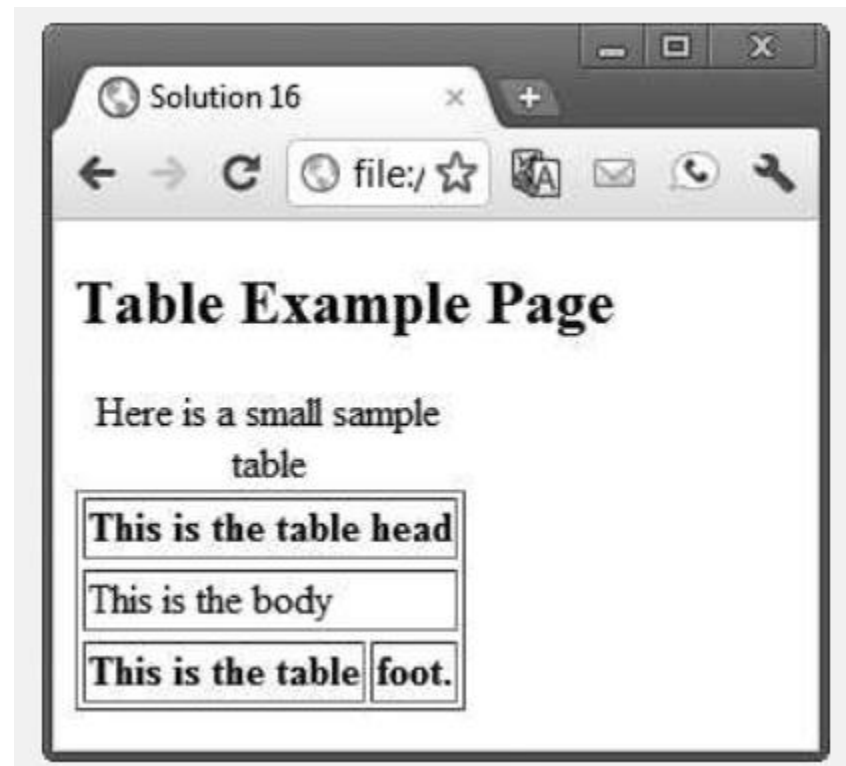 Solution 16
file:/
Table Example Page
Here is a small sample
table
This is the table head
This is the body
This is the table foot.